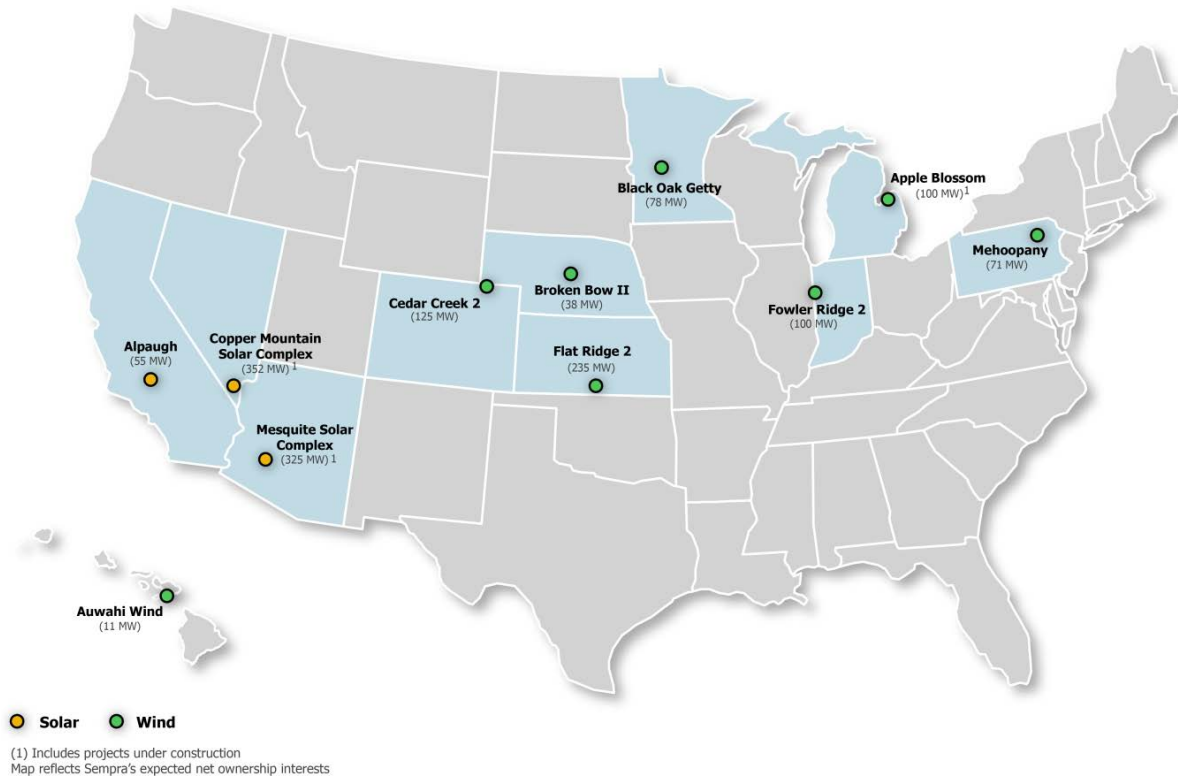 Black Oak Getty
(78 MW)
Apple Blossom
(100 MW)1
Mehoopany
(71 MW)
Cedar Creek 2
(125 MW)
Broken Bow II
(38 MW)
Fowler Ridge 2
(100 MW)
Alpaugh
(55 MW)
Copper Mountain
Solar Complex
(352 MW) 1
Flat Ridge 2
(235 MW)
Mesquite Solar
Complex
(325 MW) 1
Auwahi Wind
(11 MW)
Solar Wind
(1) Includes projects under construction
Map reflects Sempra's expected net ownership interests